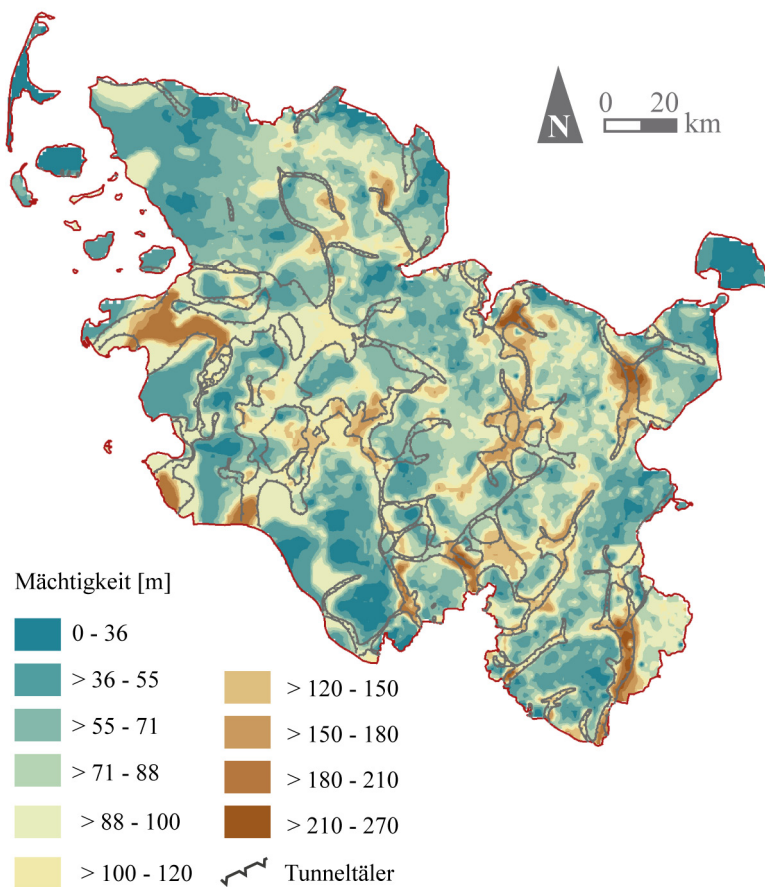 N
0 20
km
Mächtigkeit [m]
0 - 36
> 36 - 55
> 55 - 71
> 71 - 88
> 88 - 100
> 100 - 120
> 120 - 150
> 150 - 180
> 180 - 210
> 210 - 270
Tunneltäler